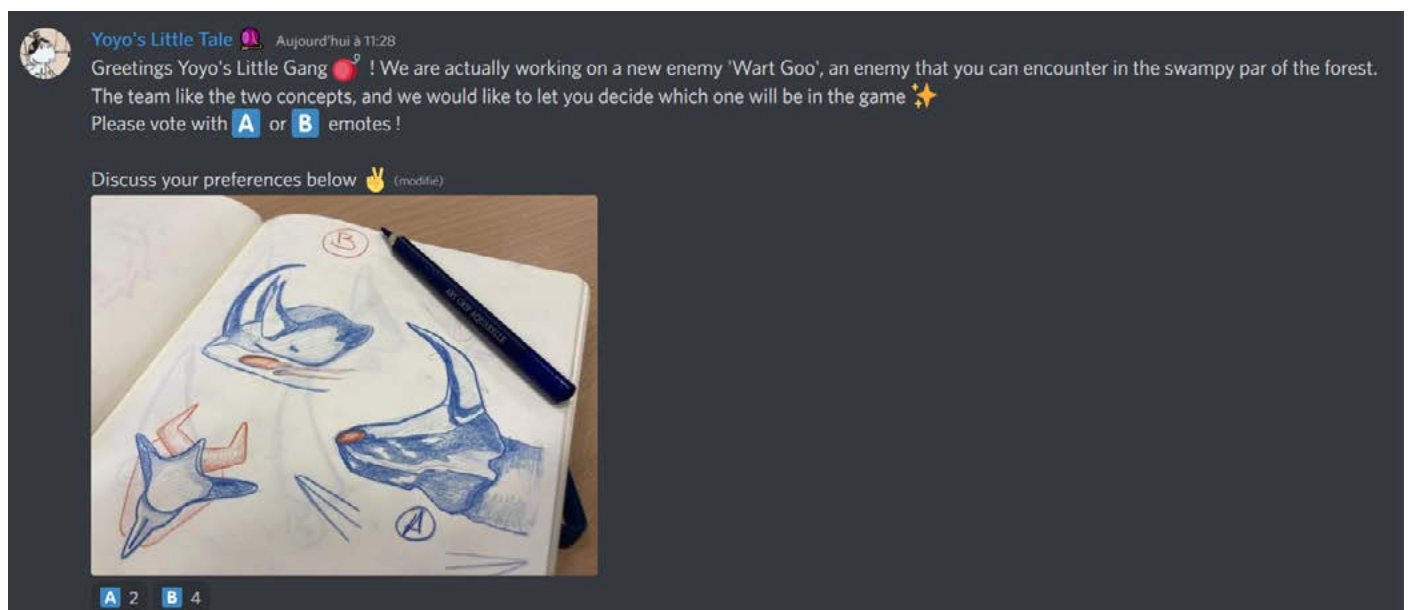 Yoyo's Little Tale Aujourd'hui à 11:28
Greetings Yoyo's Little Gang ! We are actually working on a new enemy 'Wart Goo', an enemy that you can encounter in the swampy par of the forest.
The team like the two concepts, and we would like to let you decide which one will be in the game
Please vote with A or B emotes !
Discuss your preferences below (modifié)
B
ART GRIP AQUARELLE
A
A 2 B 4